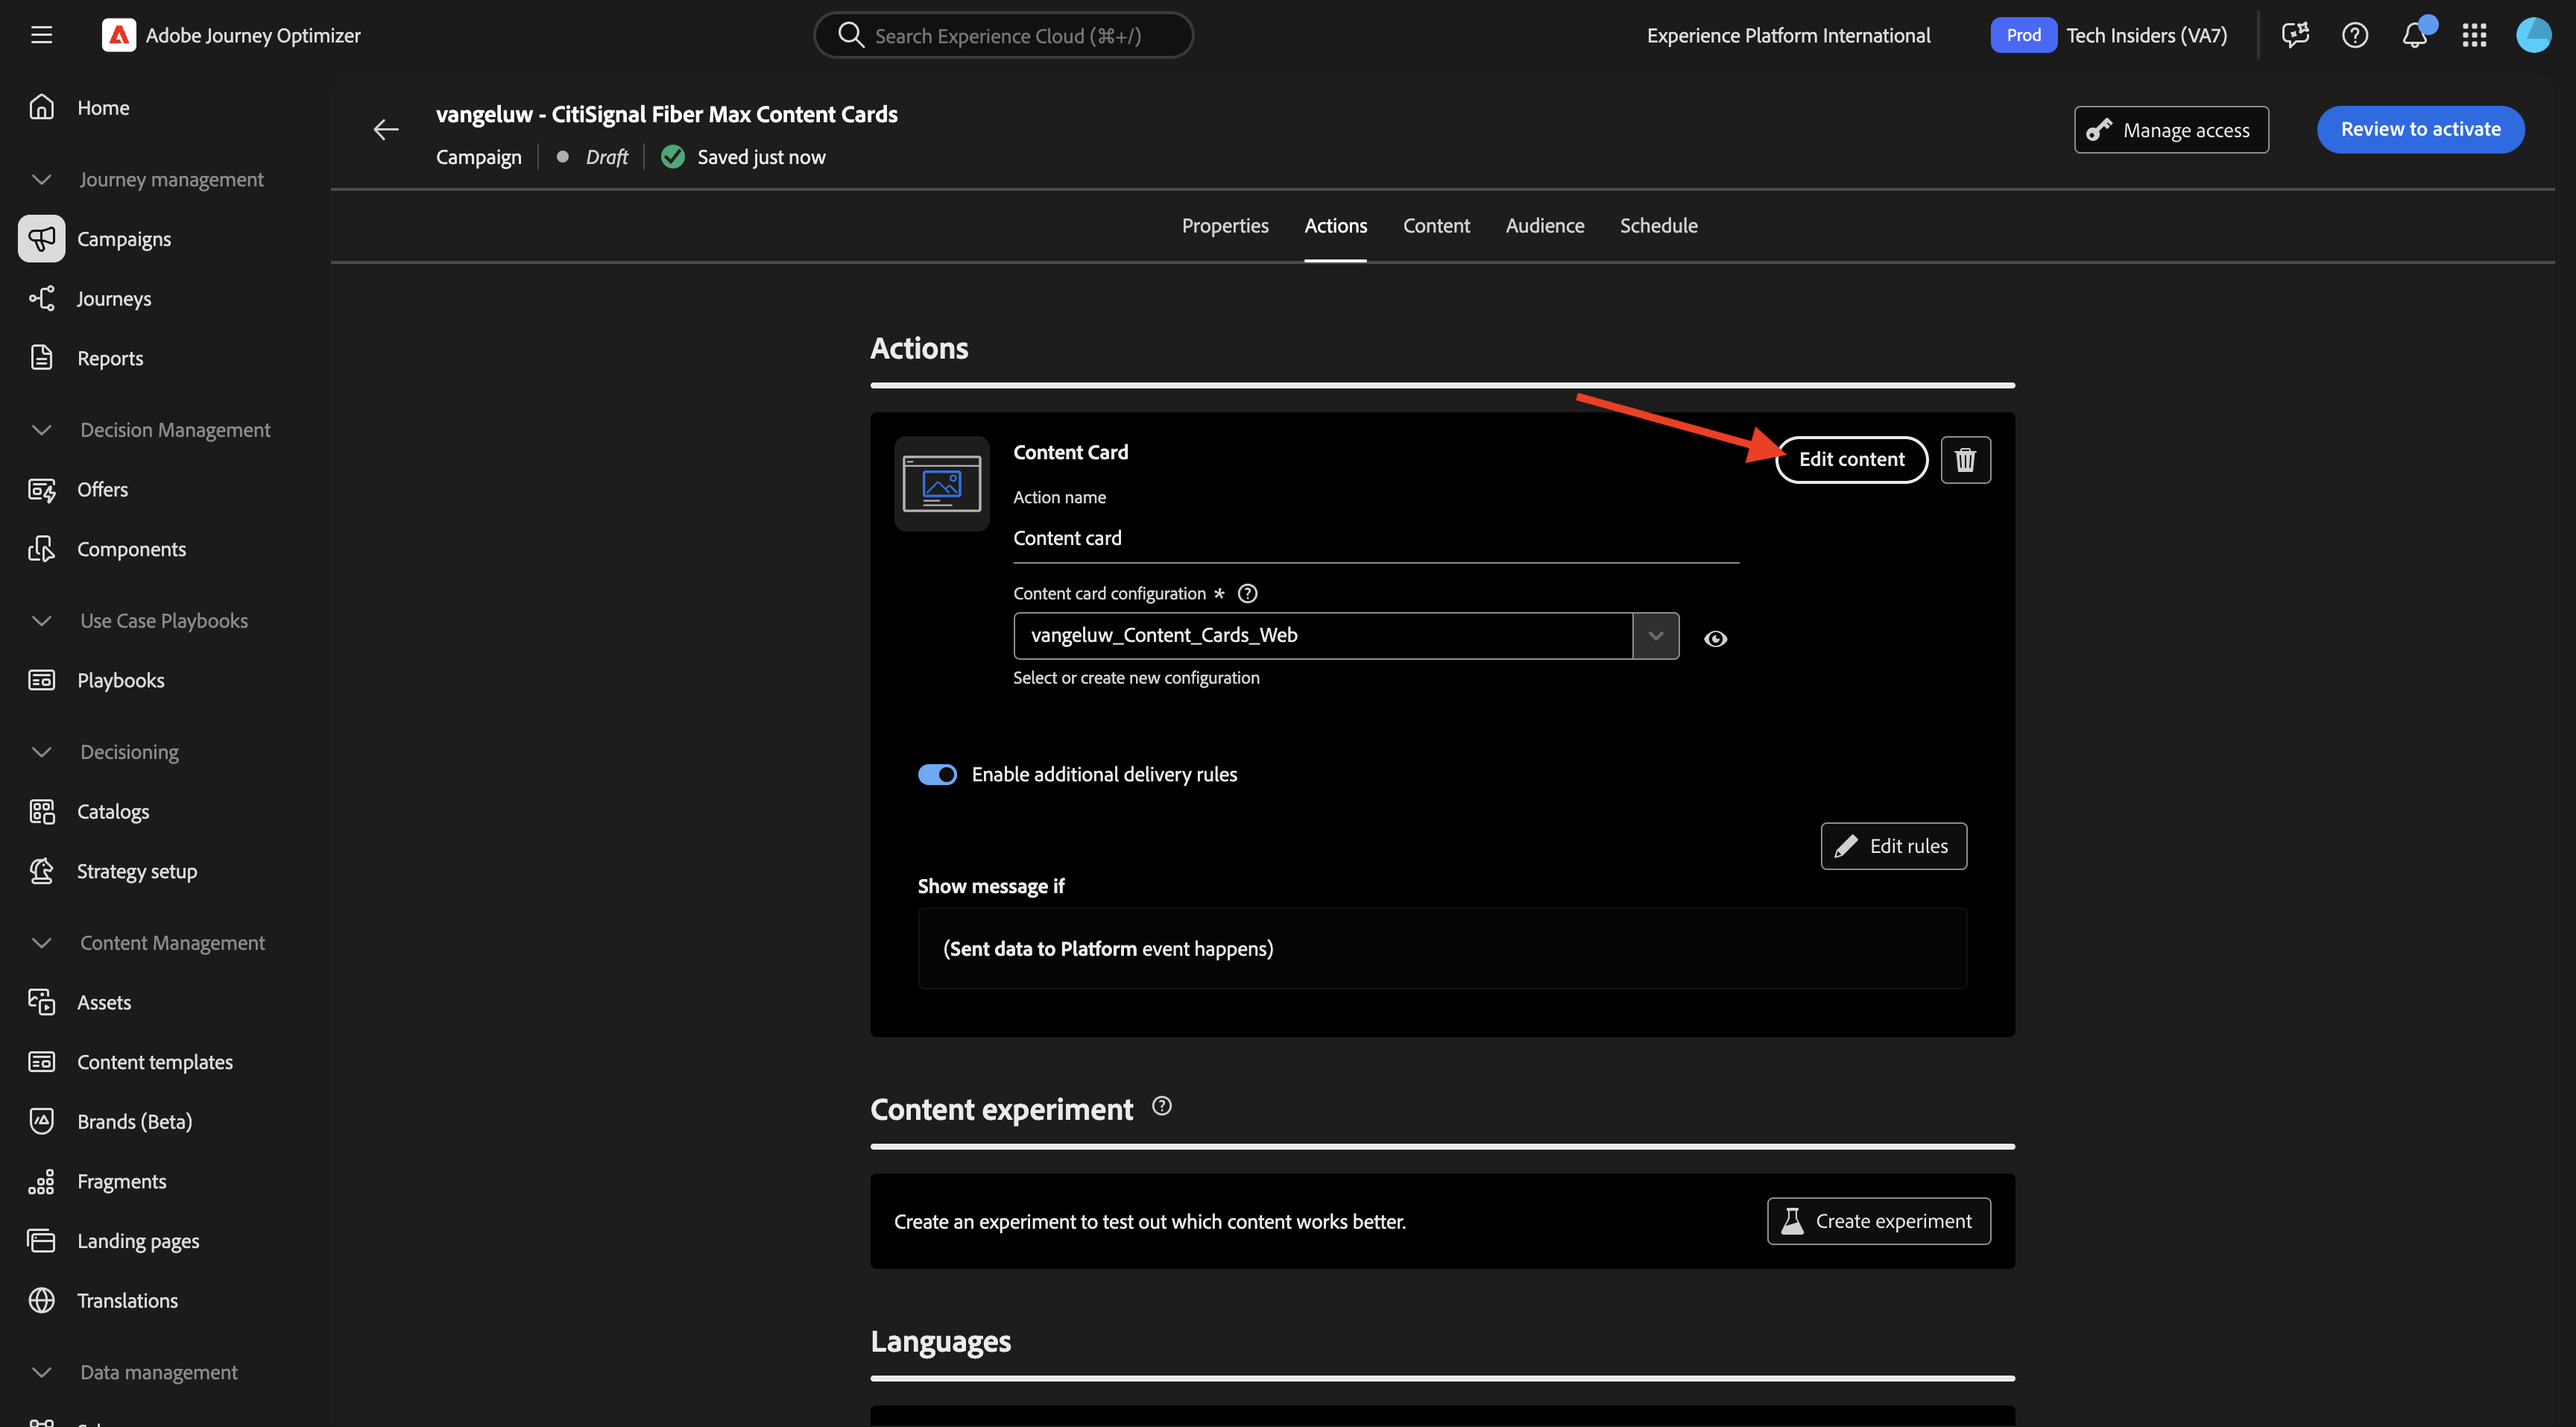 Adobe Journey Optimizer
Search Experience Cloud (⌘+/)
Experience Platform International
Prod
Tech Insiders (VA7)
Home
Journey management
Campaigns
Journeys
Reports
Decision Management
Offers
Components
Use Case Playbooks
Playbooks
Decisioning
Catalogs
Strategy setup
Content Management
Assets
Content templates
Brands (Beta)
Fragments
Landing pages
Translations
Data management
vangeluw - CitiSignal Fiber Max Content Cards
Campaign
Draft
Saved just now
Manage access
Review to activate
Properties
Actions
Content
Audience
Schedule
Actions
Content Card
Edit content
Action name
Content card
Content card configuration *
vangeluw_Content_Cards_Web
Select or create new configuration
Enable additional delivery rules
Edit rules
Show message if
(Sent data to Platform event happens)
Content experiment
Create an experiment to test out which content works better.
Create experiment
Languages